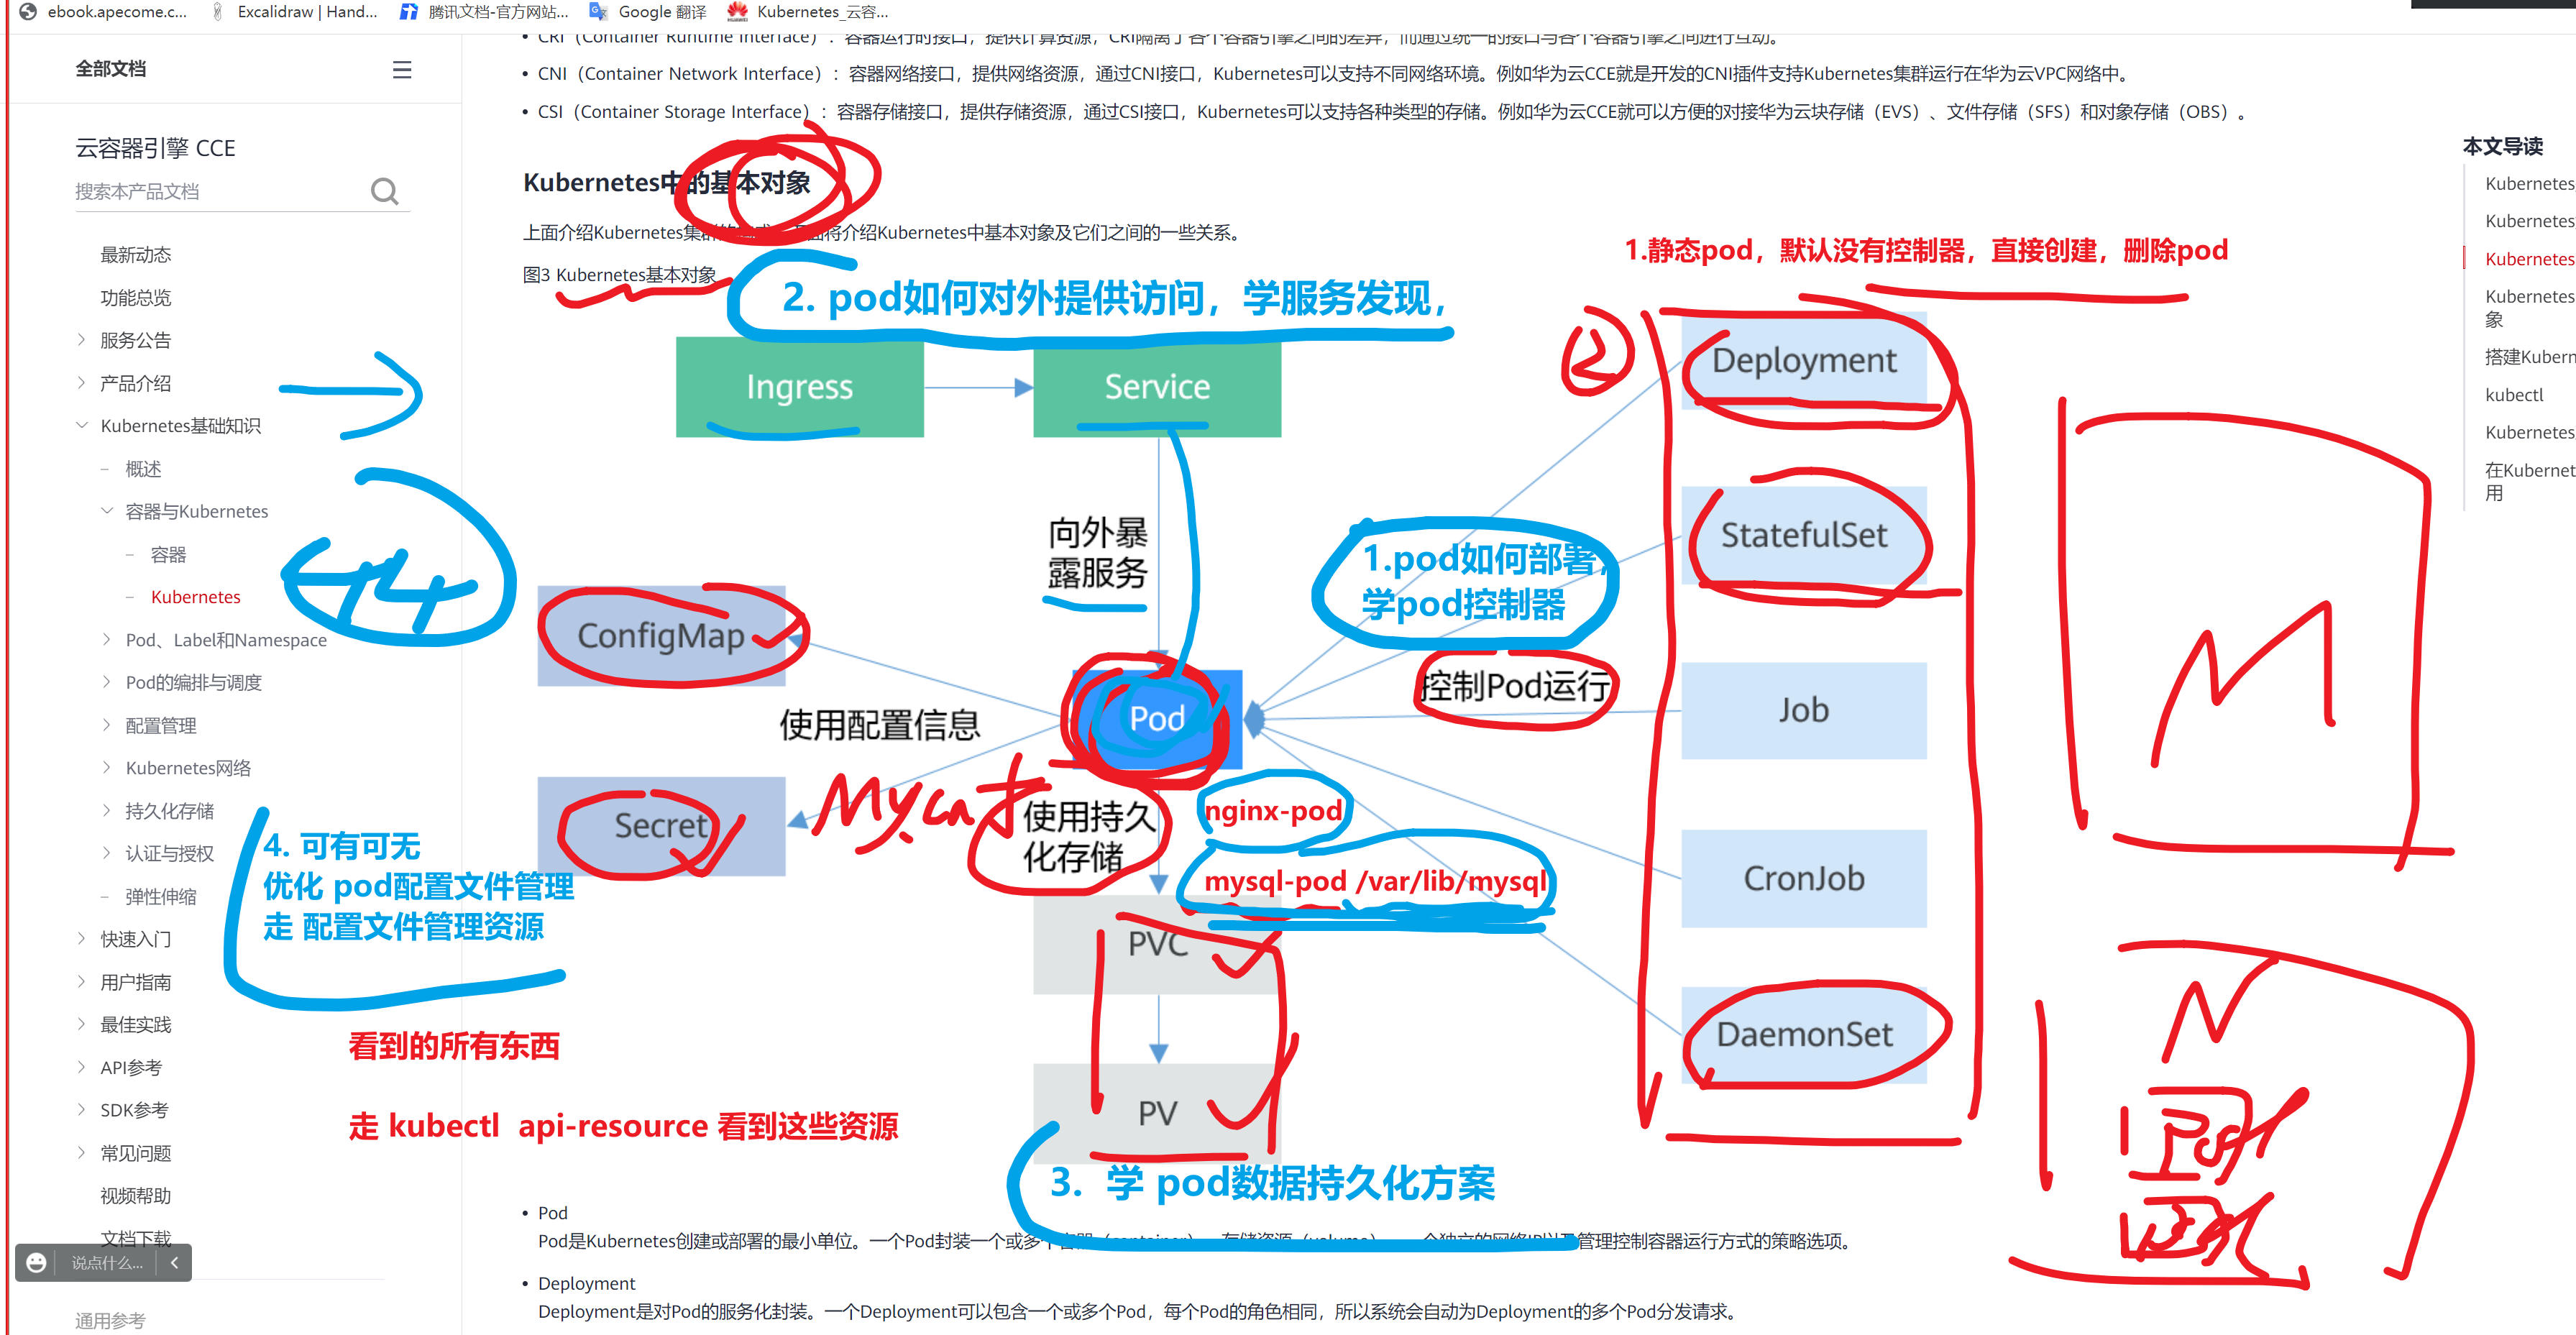 ebook.apecome.c...
Excalidraw | Hand...
腾讯文档-官方网站...
Google 翻译
Kubernetes_云容...
全部文档
云容器引擎 CCE
搜索本产品文档
最新动态
功能总览
服务公告
产品介绍
Kubernetes基础知识
概述
容器与Kubernetes
容器
Kubernetes
Pod、Label和Namespace
Pod的编排与调度
配置管理
Kubernetes网络
持久化存储
认证与授权
弹性伸缩
快速入门
用户指南
最佳实践
API参考
SDK参考
常见问题
视频帮助
文档下载
说点什么...
通用参考
• CRI（Container Runtime Interface）：容器运行时接口，提供计算资源，CRI隔离了各个容器引擎之间的差异，而通过统一的接口与各个容器引擎之间进行互动。
• CNI（Container Network Interface）：容器网络接口，提供网络资源，通过CNI接口，Kubernetes可以支持不同网络环境。例如华为云CCE就是开发的CNI插件支持Kubernetes集群运行在华为云VPC网络中。
• CSI（Container Storage Interface）：容器存储接口，提供存储资源，通过CSI接口，Kubernetes可以支持各种类型的存储。例如华为云CCE就可以方便的对接华为云块存储（EVS）、文件存储（SFS）和对象存储（OBS）。
Kubernetes中的基本对象
上面介绍Kubernetes集群的 将介绍Kubernetes中基本对象及它们之间的一些关系。
图3 Kubernetes基本对象
1.静态pod，默认没有控制器，直接创建，删除pod
2. pod如何对外提供访问，学服务发现，
②
Ingress
Service
Deployment
StatefulSet
Job
CronJob
DaemonSet
向外暴
露服务
1.pod如何部署，
学pod控制器
控制Pod运行
ConfigMap
Secret
使用配置信息
Pod
使用持久
化存储
nginx-pod
mysql-pod /var/lib/mysql
PVC
PV
M
N
4. 可有可无
优化 pod配置文件管理
走 配置文件管理资源
看到的所有东西
走 kubectl api-resource 看到这些资源
3. 学 pod数据持久化方案
• Pod
Pod是Kubernetes创建或部署的最小单位。一个Pod封装一个或多个容器（container）、存储资源（volume）、一个独立的网络IP以及管理控制容器运行方式的策略选项。
• Deployment
Deployment是对Pod的服务化封装。一个Deployment可以包含一个或多个Pod，每个Pod的角色相同，所以系统会自动为Deployment的多个Pod分发请求。
本文导读
Kubernetes
Kubernetes
Kubernetes
Kubernetes
象
搭建Kubern
kubectl
Kubernetes
在Kubernet
用